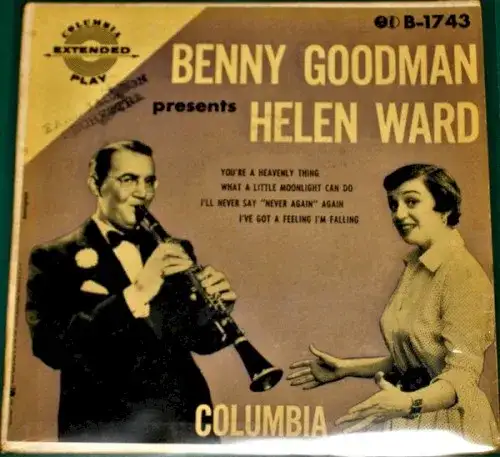 COLUMBIA
EXTENDED
PLAY
B-1743
BENNY GOODMAN
presents HELEN WARD
YOU'RE A HEAVENLY THING
WHAT A LITTLE MOONLIGHT CAN DO
I'LL NEVER SAY "NEVER AGAIN" AGAIN
I'VE GOT A FEELING I'M FALLING
COLUMBIA